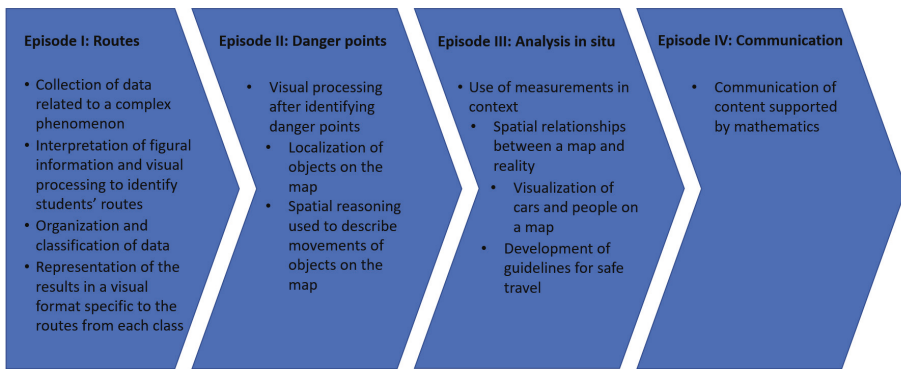 Episode I: Routes
• Collection of data
related to a complex
phenomenon
• Interpretation of figural
information and visual
processing to identify
students' routes
• Organization and
classification of data
• Representation of the
results in a visual
format specific to the
routes from each class
Episode II: Danger points
• Visual processing
after identifying
danger points
• Localization of
objects on the
map
• Spatial reasoning
used to describe
movements of
objects on the
map
Episode III: Analysis in situ
• Use of measurements in
context
• Spatial relationships
between a map and
reality
• Visualization of
cars and people on
a map
• Development of
guidelines for safe
travel
Episode IV: Communication
• Communication of
content supported
by mathematics